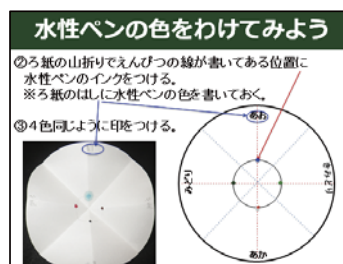 水性ペンの色をわけてみよう
②ろ紙の山折りでえんぴつの線が書いてある位置に
水性ペンのインクをつける。
※ろ紙のはしに水性ペンの色を書いておく。
③4色同じように印をつける。
あお
みどり
きみどり
あか